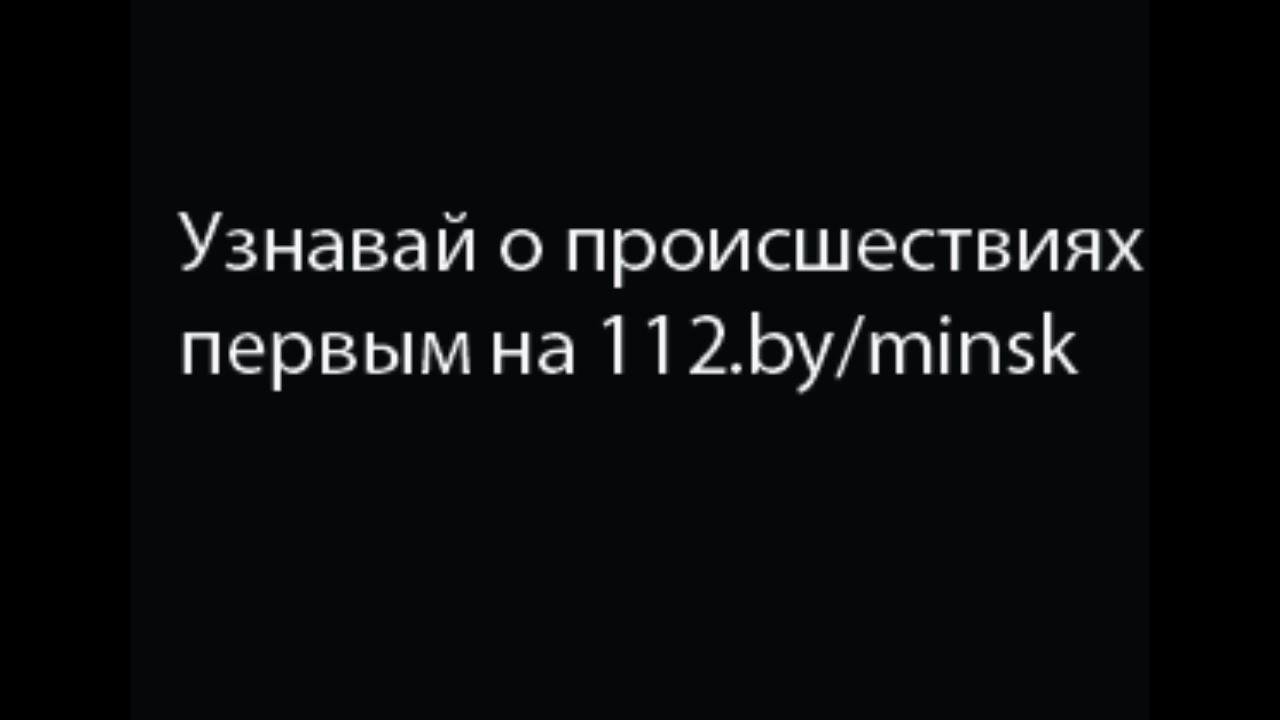 Узнавай о происшествиях
первым на 112.by/minsk